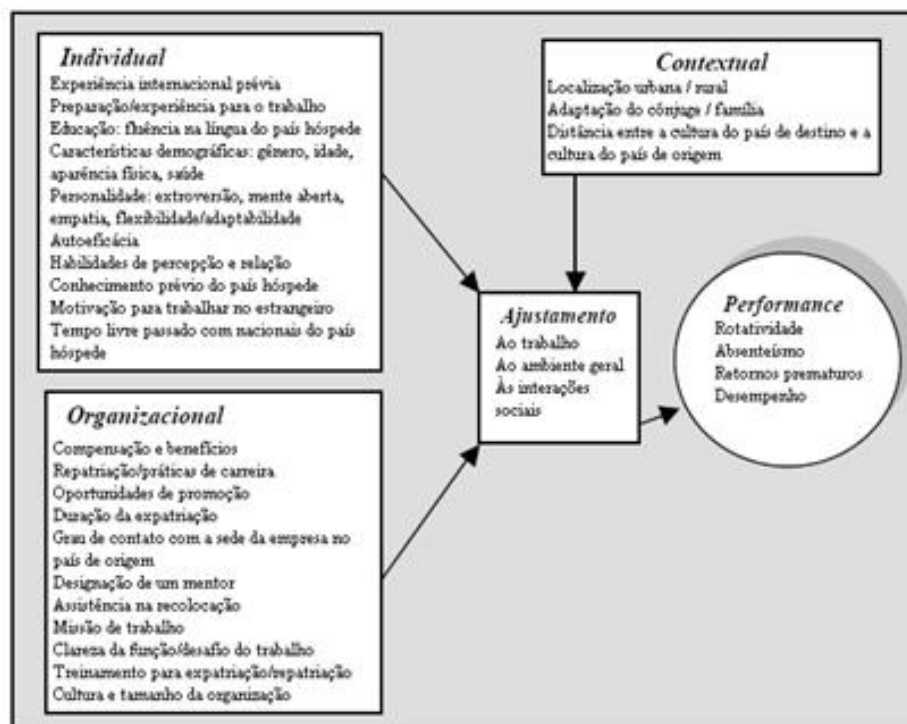 Individual
Experiência internacional prévia
Preparação/experiência para o trabalho
Educação: fluência na língua do país hóspede
Características demográficas: gênero, idade,
aparência física, saúde
Personalidade: extroversão, mente aberta,
empatia, flexibilidade/adaptabilidade
Autoeficácia
Habilidades de percepção e relação
Conhecimento prévio do país hóspede
Motivação para trabalhar no estrangeiro
Tempo livre passado com nacionais do país
hóspede
Contextual
Localização urbana / rural
Adaptação do cônjuge / família
Distância entre a cultura do país de destino e a
cultura do país de origem
Ajustamento
Ao trabalho
Ao ambiente geral
Às interações
sociais
Performance
Rotatividade
Absenteísmo
Retornos prematuros
Desempenho
Organizacional
Compensação e benefícios
Repatriação/práticas de carreira
Oportunidades de promoção
Duração da expatriação
Grau de contato com a sede da empresa no
país de origem
Designação de um mentor
Assistência na recolocação
Missão de trabalho
Clareza da função/desafio do trabalho
Treinamento para expatriação/repatriação
Cultura e tamanho da organização